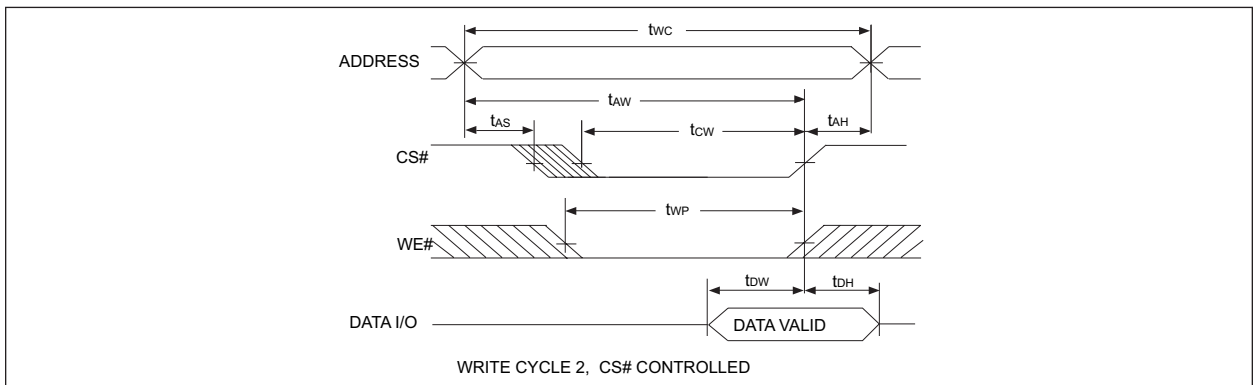 tWC
ADDRESS
tAW
tAS
tCW
tAH
CS#
tWP
WE#
tDW
tDH
DATA I/O
DATA VALID
WRITE CYCLE 2, CS# CONTROLLED